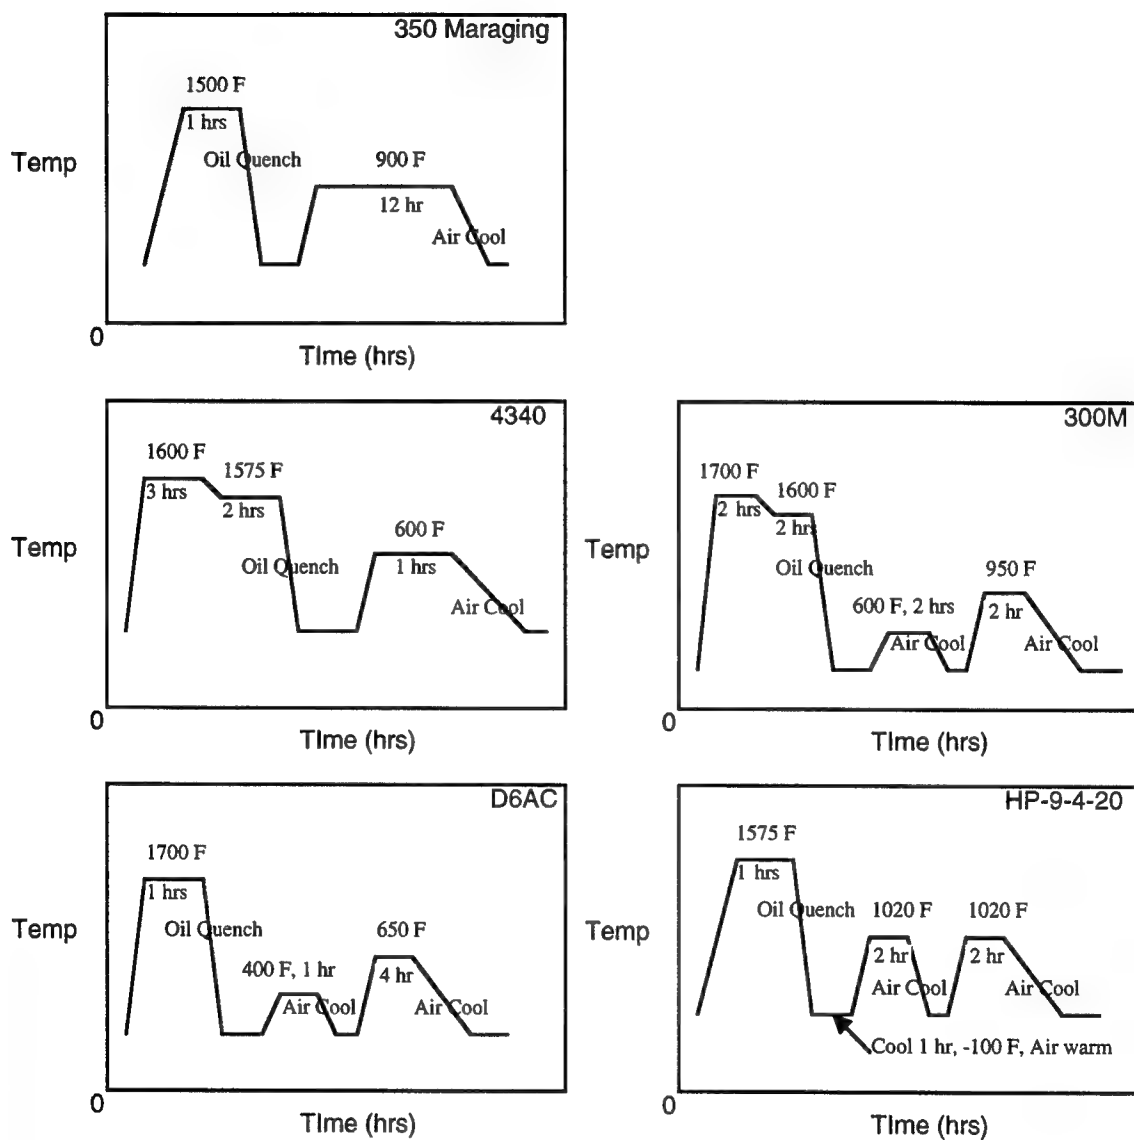 350 Maraging
1500 F
1 hrs
Oil Quench
900 F
12 hr
Air Cool
Temp
0
TIme (hrs)
4340
1600 F
3 hrs
1575 F
2 hrs
Oil Quench
600 F
1 hrs
Air Cool
Temp
0
TIme (hrs)
300M
1700 F
2 hrs
1600 F
2 hrs
Oil Quench
600 F, 2 hrs
Air Cool
950 F
2 hr
Air Cool
Temp
0
TIme (hrs)
D6AC
1700 F
1 hrs
Oil Quench
400 F, 1 hr
Air Cool
650 F
4 hr
Air Cool
Temp
0
TIme (hrs)
HP-9-4-20
1575 F
1 hrs
Oil Quench
1020 F
2 hr
Air Cool
1020 F
2 hr
Air Cool
Cool 1 hr, -100 F, Air warm
Temp
0
TIme (hrs)